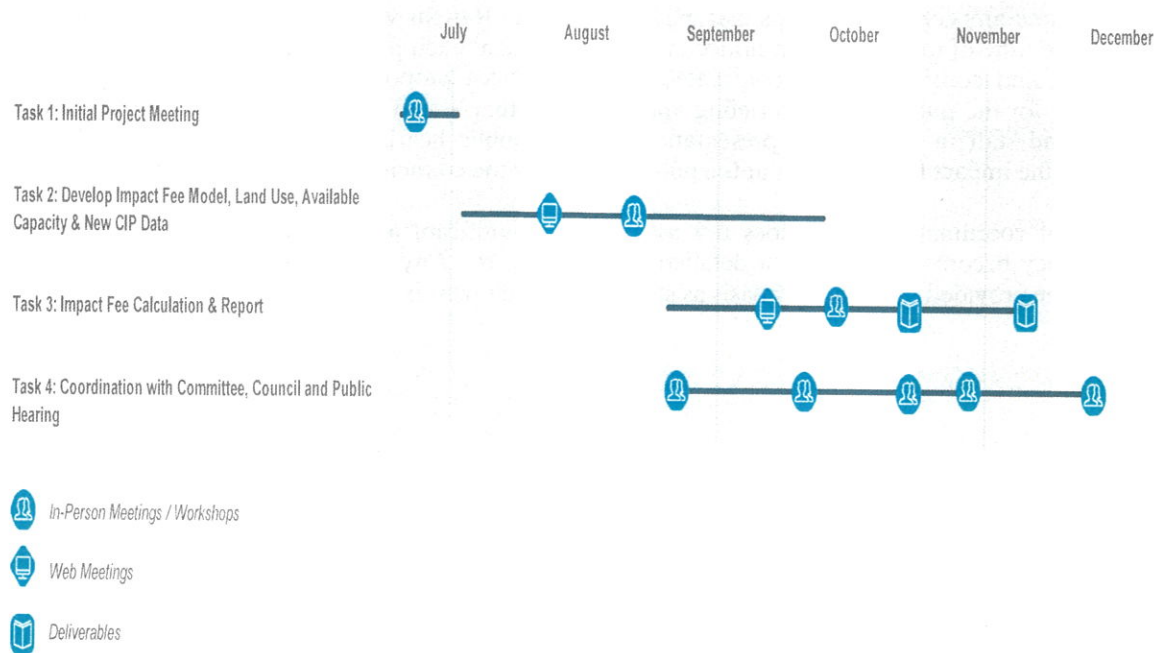 July August September October November December
Task 1: Initial Project Meeting
Task 2: Develop Impact Fee Model, Land Use, Available
Capacity & New CIP Data
Task 3: Impact Fee Calculation & Report
Task 4: Coordination with Committee, Council and Public
Hearing
In-Person Meetings / Workshops
Web Meetings
Deliverables